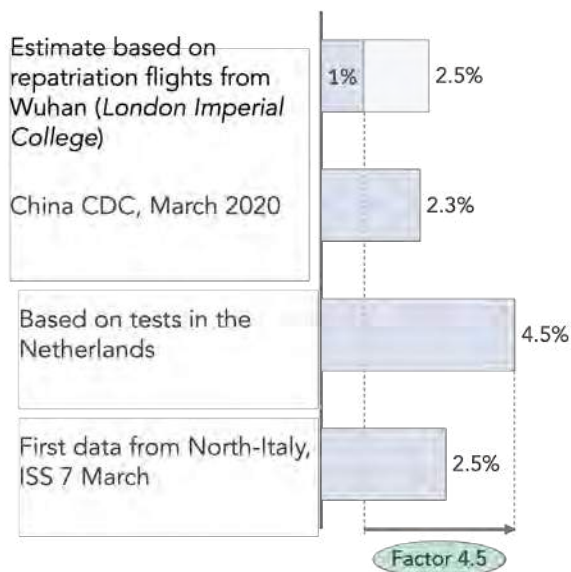 Estimate based on
repatriation flights from
Wuhan (London Imperial
College)
1%
2.5%
China CDC, March 2020
2.3%
Based on tests in the
Netherlands
4.5%
First data from North-Italy,
ISS 7 March
2.5%
Factor 4.5